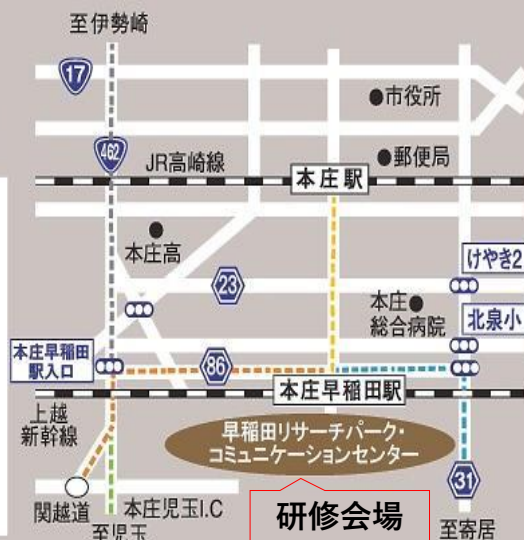 至伊勢崎
17
●市役所
462
JR高崎線
●郵便局
本庄駅
本庄高
けやき2
23
本庄●
総合病院
北泉小
本庄早稲田
駅入口
86
本庄早稲田駅
上越
新幹線
早稲田リサーチパーク・
コミュニケーションセンター
31
関越道
本庄児玉I.C
至児玉
研修会場
至寄居